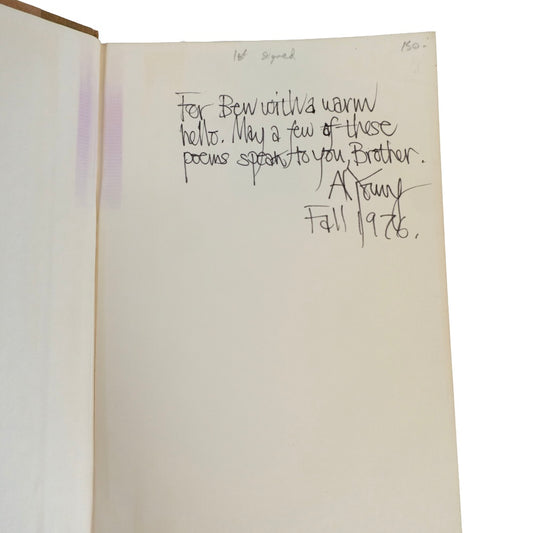 1st signed
150.
For Ben with a warm
hello. May a few of these
poems speak to you, Brother.
Al Young
Fall 1976.